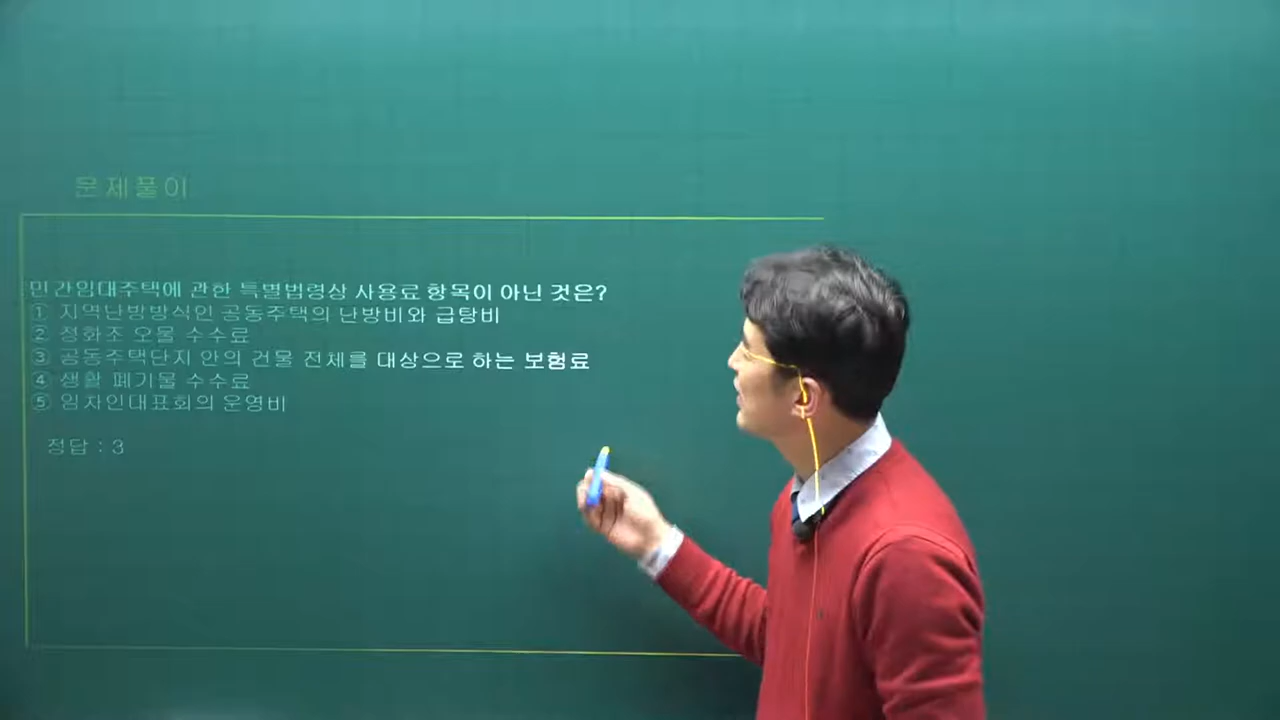 문제풀이
민간임대주택에 관한 특별법령상 사용료 항목이 아닌 것은?
① 지역난방방식인 공동주택의 난방비와 급탕비
② 정화조 오물 수수료
③ 공동주택단지 안의 건물 전체를 대상으로 하는 보험료
④ 생활 폐기물 수수료
⑤ 임차인대표회의 운영비
정답 : 3